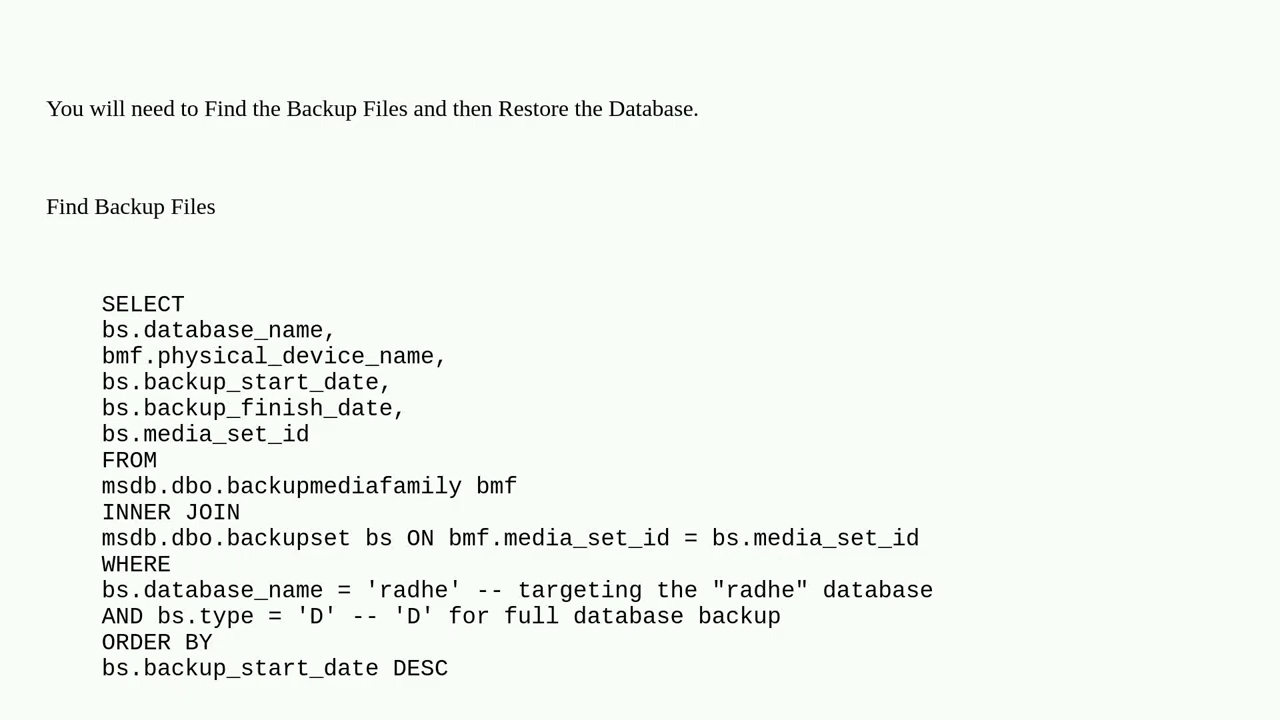 You will need to Find the Backup Files and then Restore the Database.
Find Backup Files
SELECT
bs.database_name,
bmf.physical_device_name,
bs.backup_start_date,
bs.backup_finish_date,
bs.media_set_id
FROM
msdb.dbo.backupmediafamily bmf
INNER JOIN
msdb.dbo.backupset bs ON bmf.media_set_id = bs.media_set_id
WHERE
bs.database_name = 'radhe' -- targeting the "radhe" database
AND bs.type = 'D' -- 'D' for full database backup
ORDER BY
bs.backup_start_date DESC